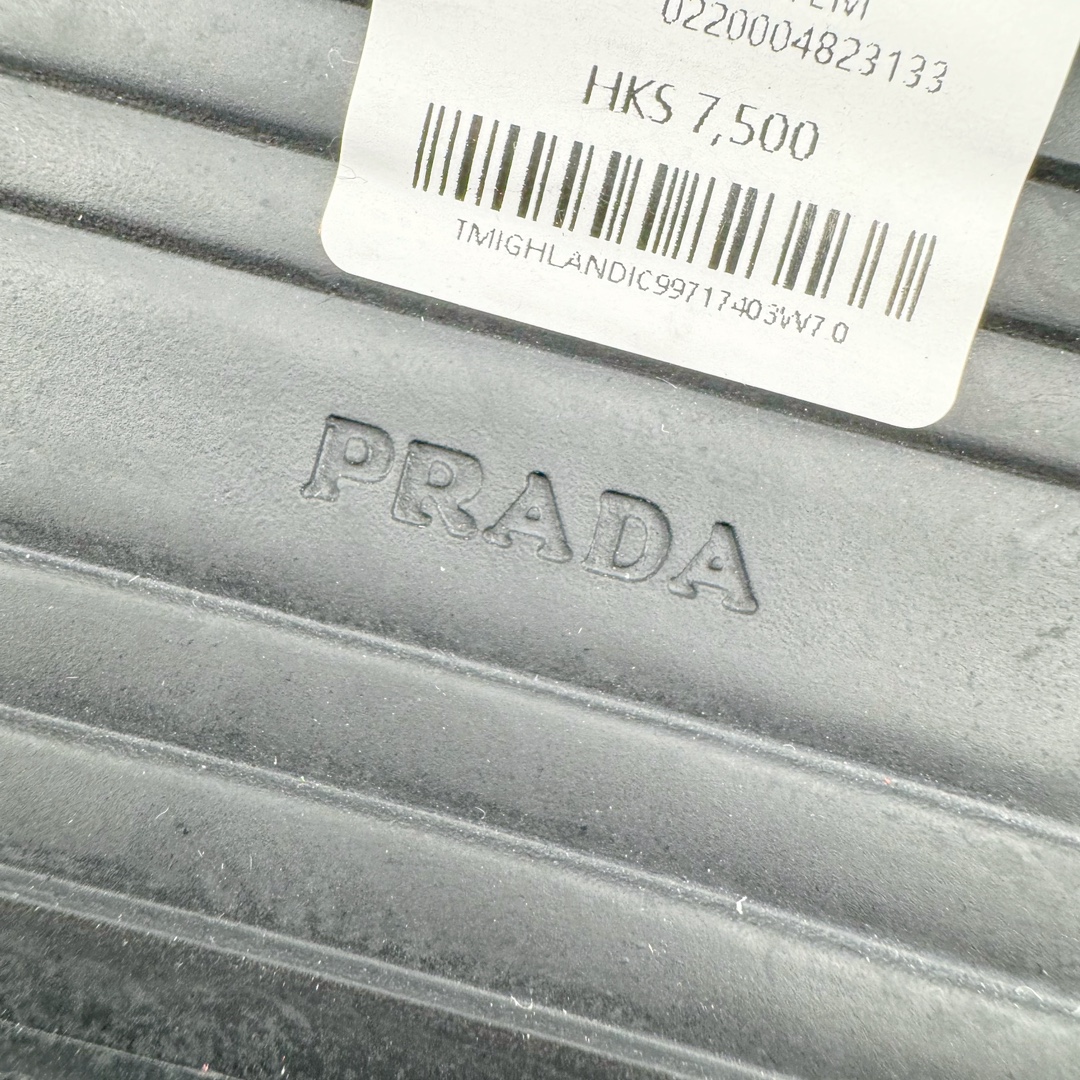 0220004823133
HK$ 7,500
TMIGHLANDIC99717403W7.0
PRADA